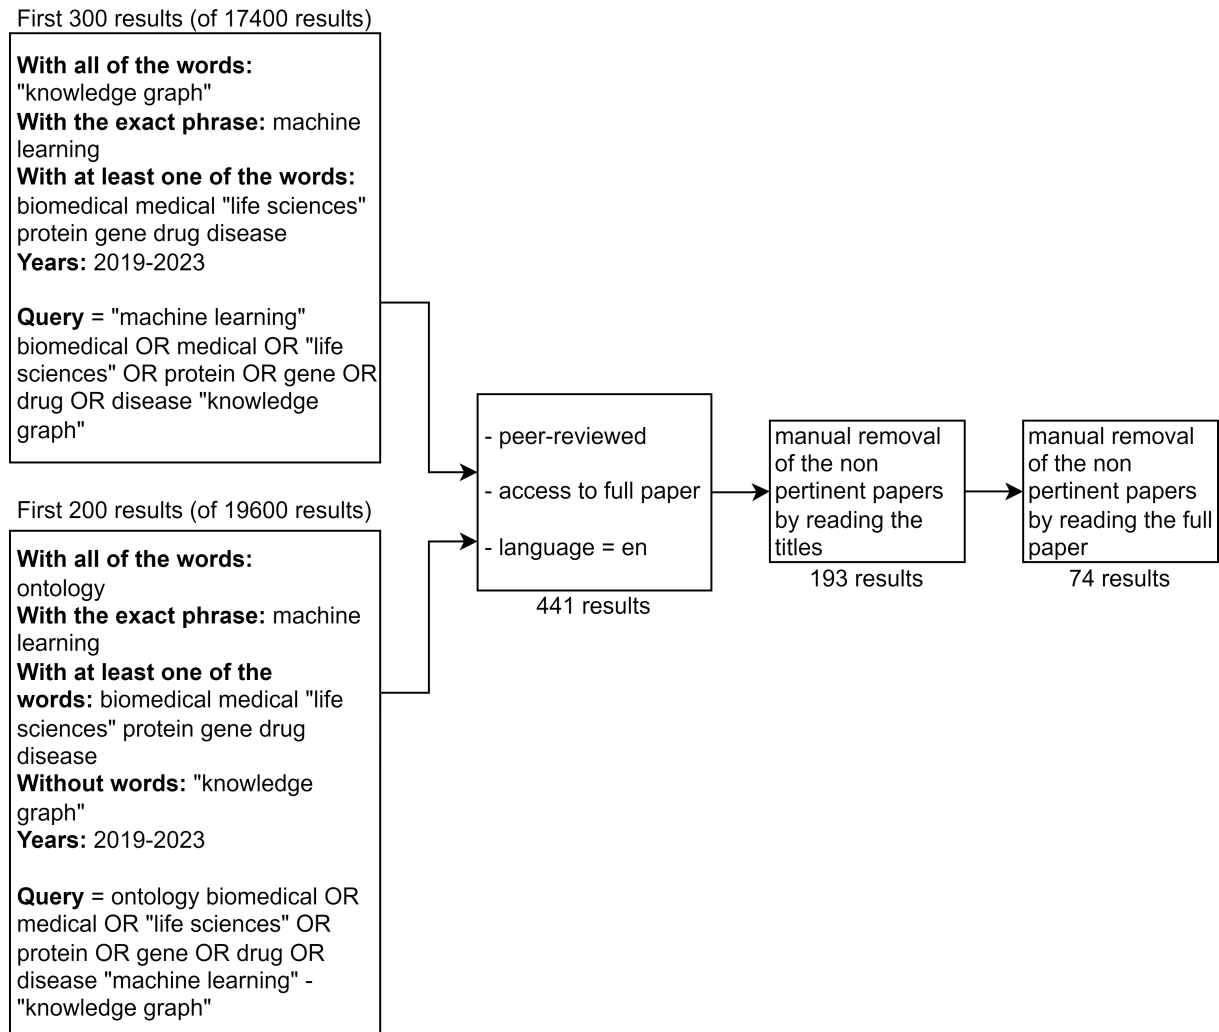 First 300 results (of 17400 results)
With all of the words:
"knowledge graph"
With the exact phrase: machine
learning
With at least one of the words:
biomedical medical "life sciences"
protein gene drug disease
Years: 2019-2023
Query = "machine learning"
biomedical OR medical OR "life
sciences" OR protein OR gene OR
drug OR disease "knowledge
graph"
First 200 results (of 19600 results)
With all of the words:
ontology
With the exact phrase: machine
learning
With at least one of the
words: biomedical medical "life
sciences" protein gene drug
disease
Without words: "knowledge
graph"
Years: 2019-2023
Query = ontology biomedical OR
medical OR "life sciences" OR
protein OR gene OR drug OR
disease "machine learning" -
"knowledge graph"
- peer-reviewed
- access to full paper
- language = en
441 results
manual removal
of the non
pertinent papers
by reading the
titles
193 results
manual removal
of the non
pertinent papers
by reading the full
paper
74 results